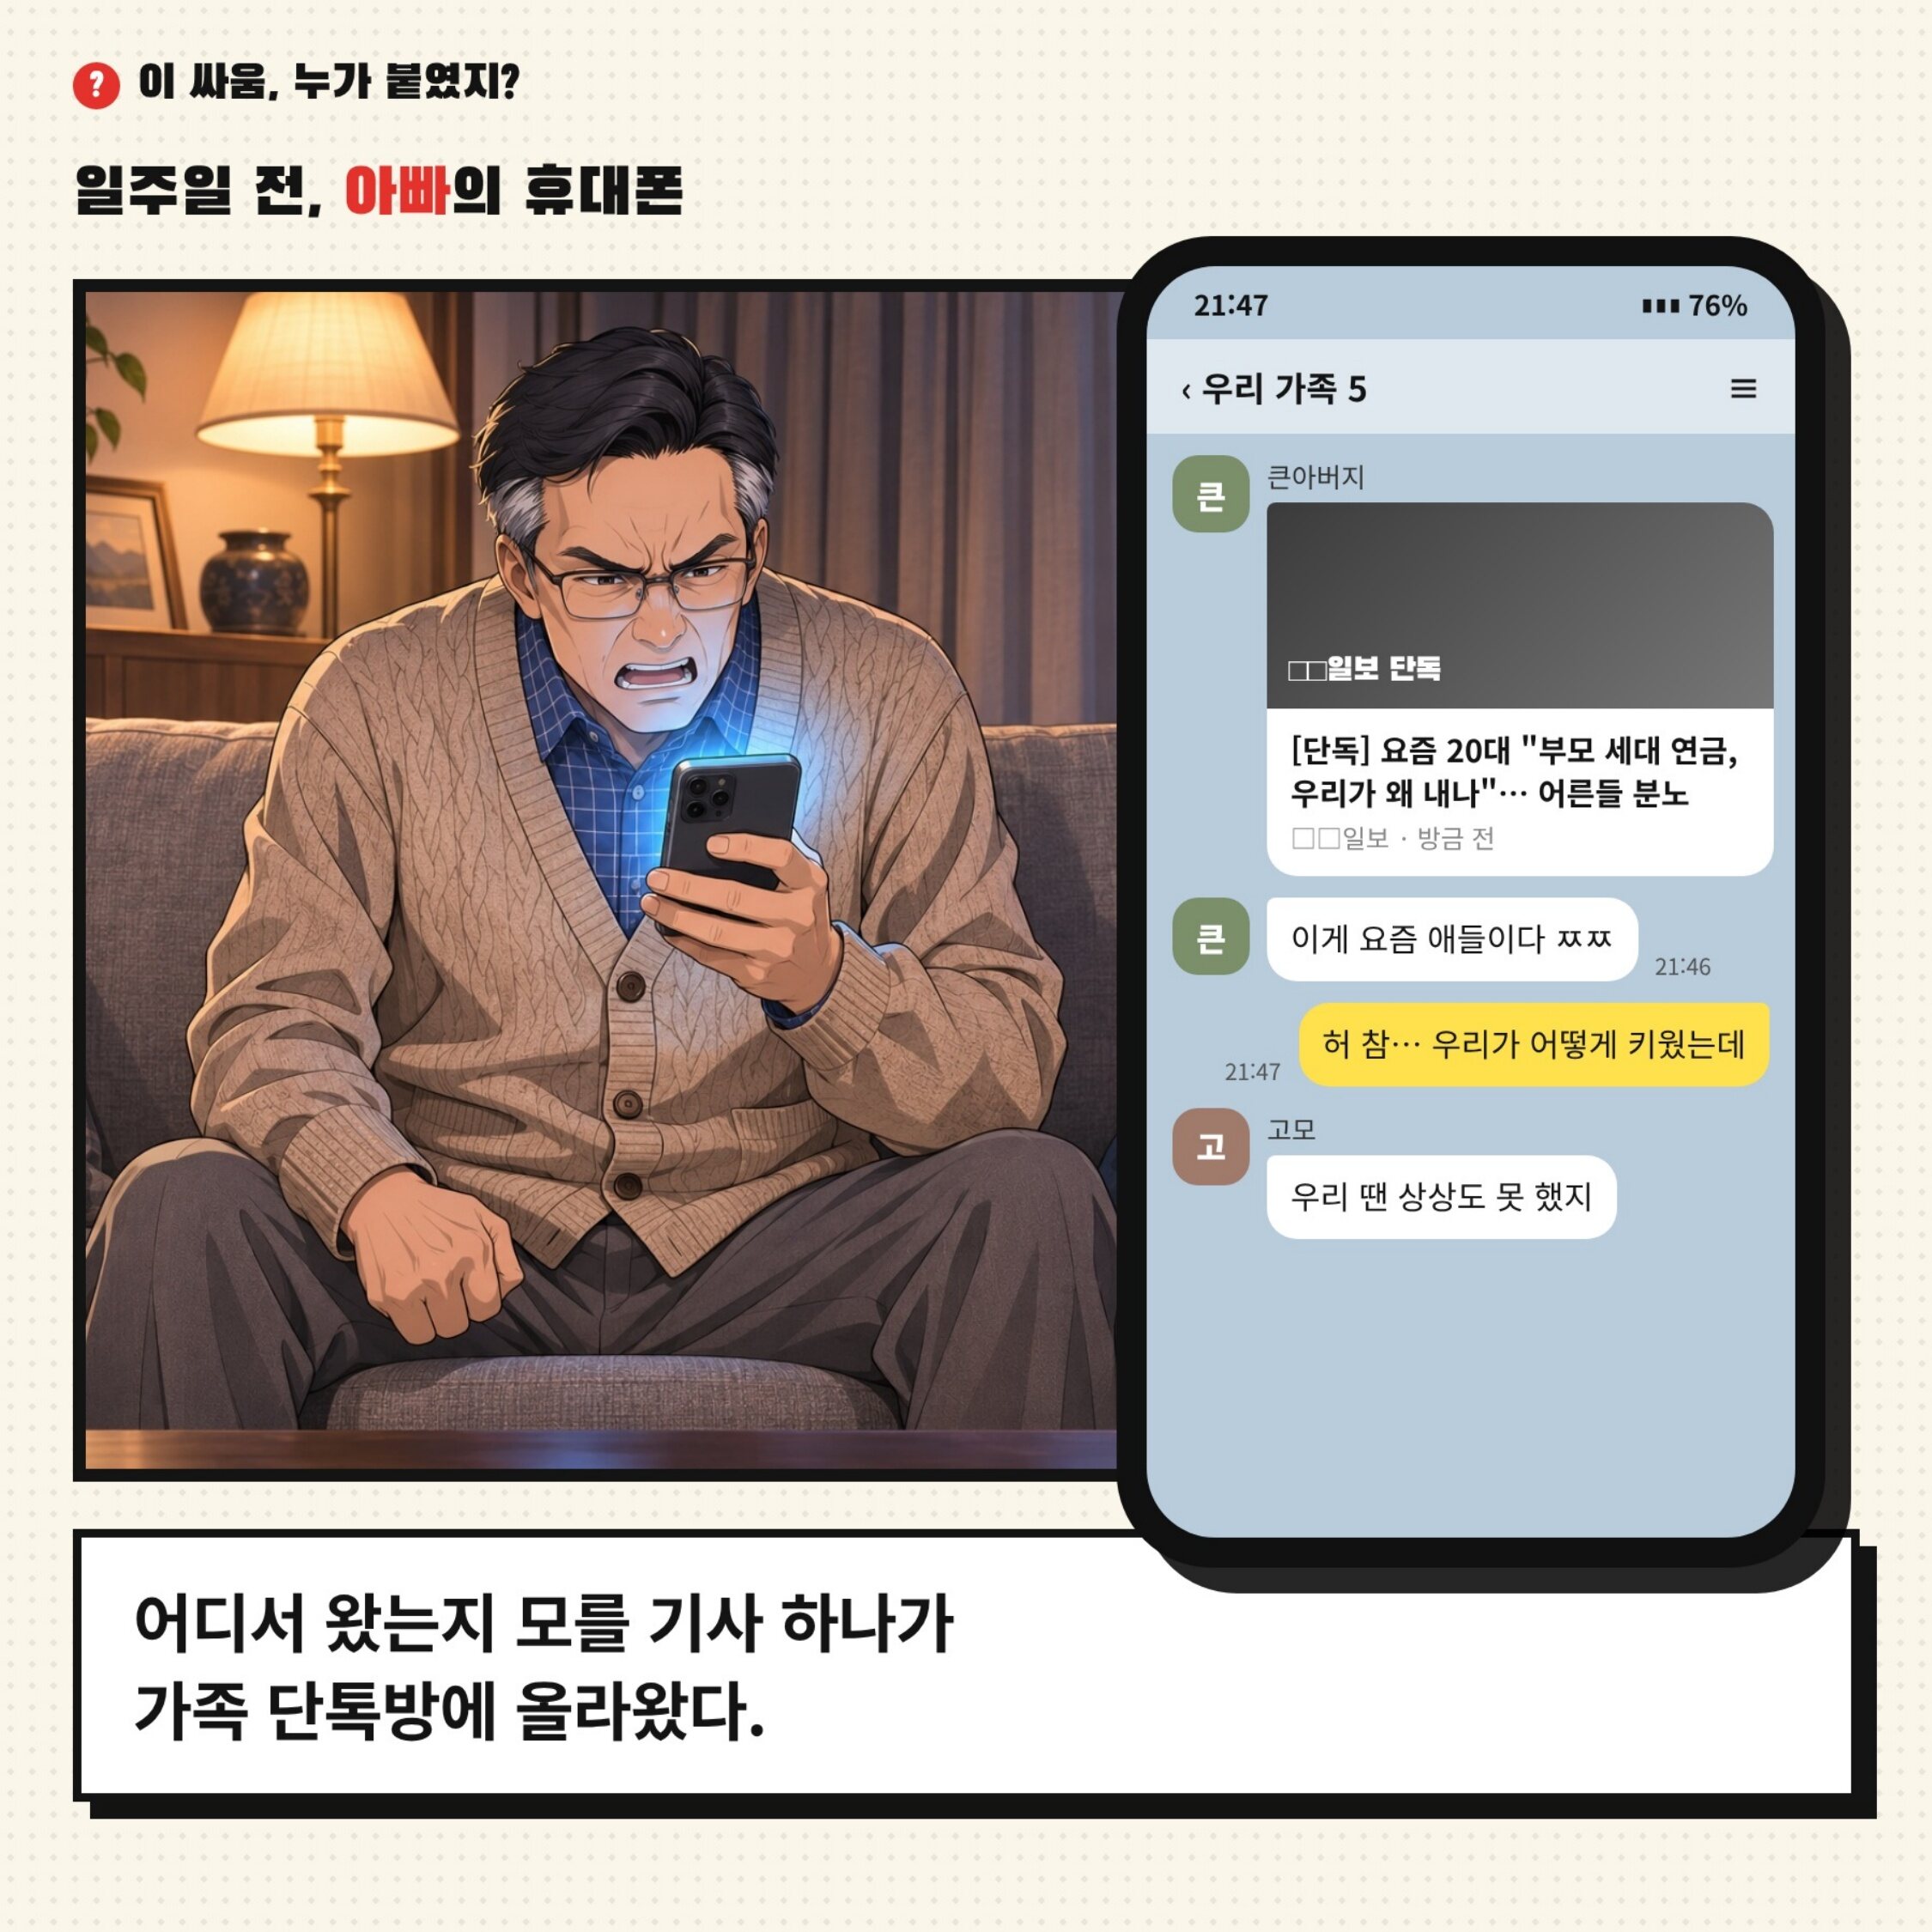 ? 이 싸움, 누가 붙였지?
일주일 전, 아빠의 휴대폰
21:47 76%
‹ 우리 가족 5 ≡
큰 큰아버지
□□일보 단독
[단독] 요즘 20대 "부모 세대 연금,
우리가 왜 내나"… 어른들 분노
□□일보 · 방금 전
큰 이게 요즘 애들이다 ㅉㅉ 21:46
21:47 허 참… 우리가 어떻게 키웠는데
고 고모
우리 땐 상상도 못 했지
어디서 왔는지 모를 기사 하나가
가족 단톡방에 올라왔다.